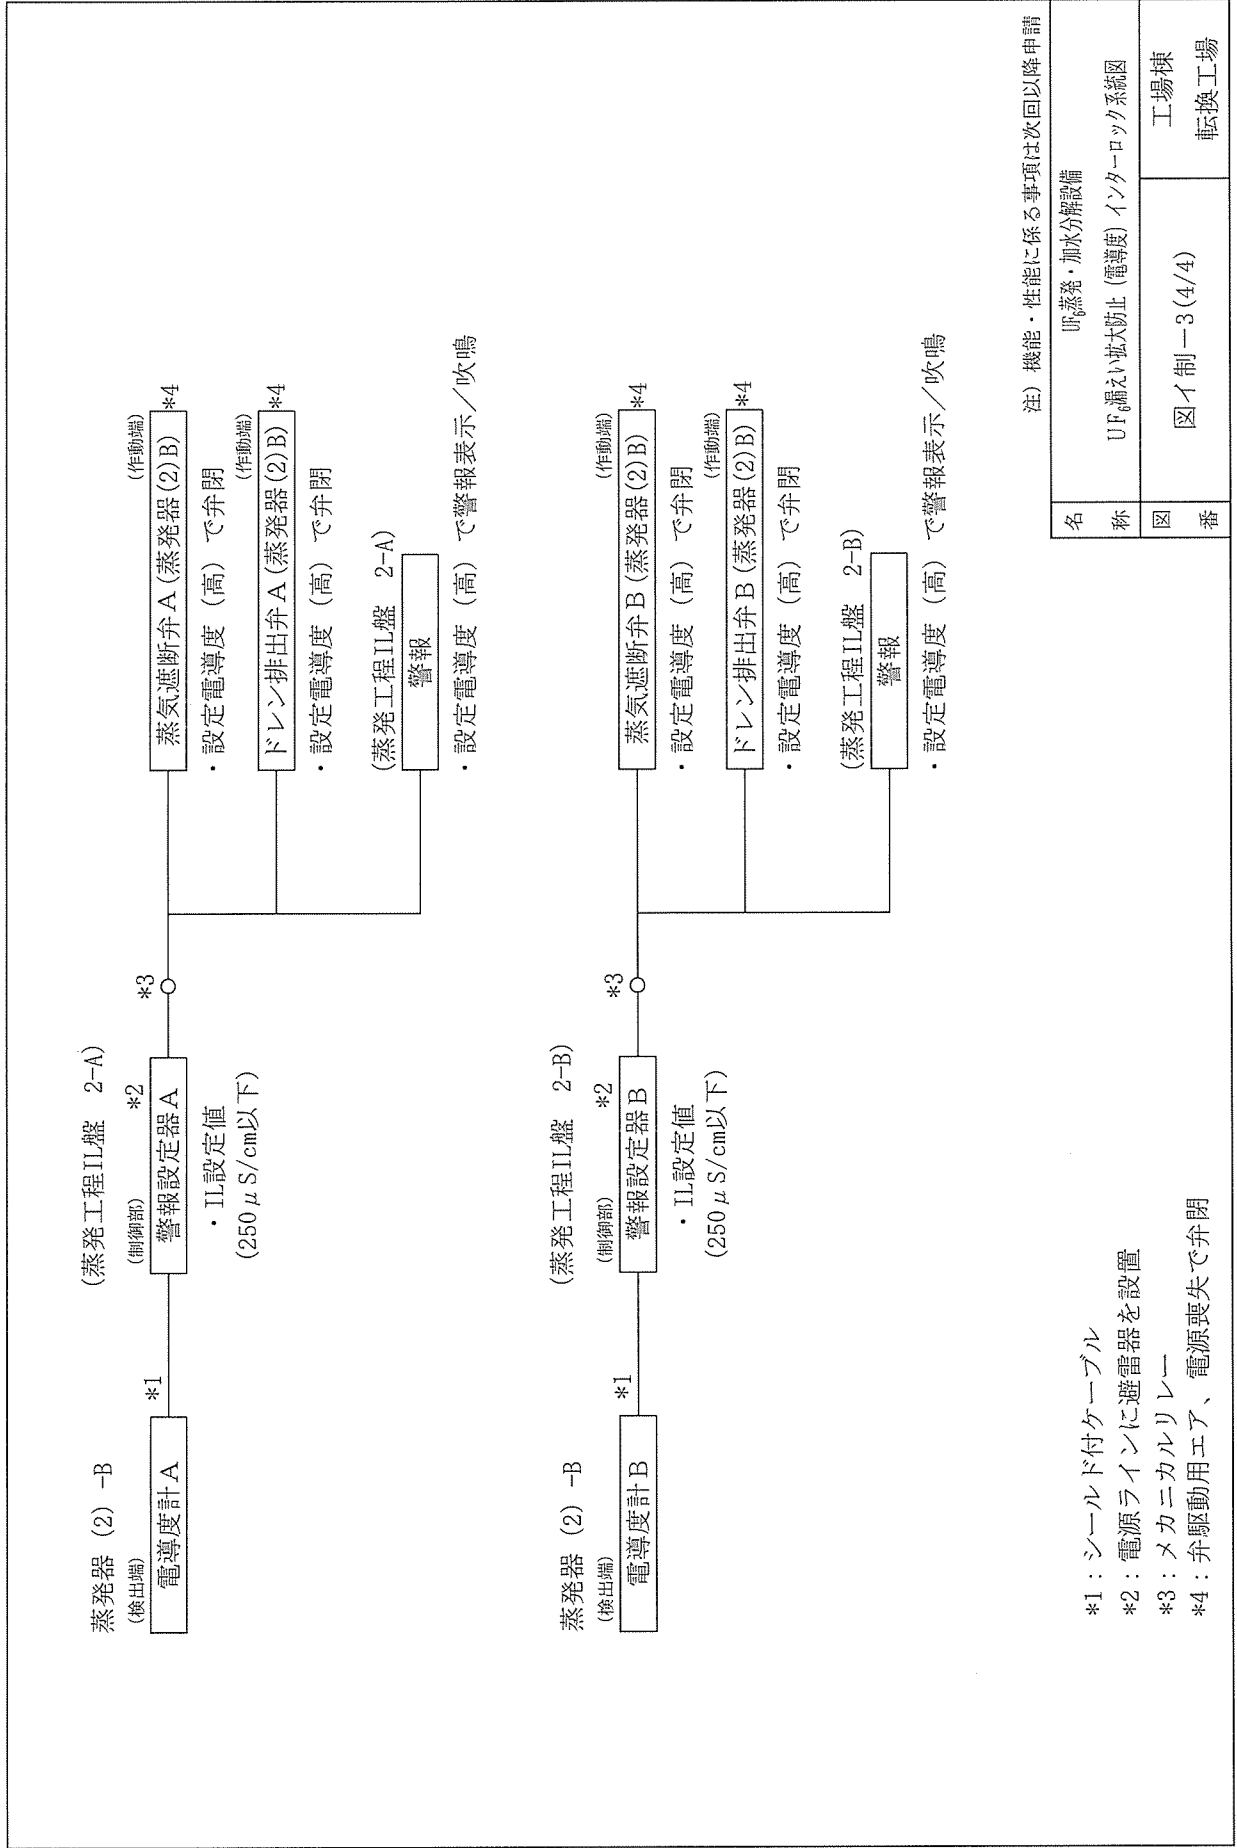 蒸発器 (2) -B
(検出端)
電導度計A
*1
(蒸発工程IL盤 2-A)
(制御部) *2
警報設定器A
・IL設定値
(250μS/cm以下)
*3
(作動端)
蒸気遮断弁A(蒸発器(2)B) *4
・設定電導度 (高) で弁閉
(作動端)
ドレン排出弁A(蒸発器(2)B) *4
・設定電導度 (高) で弁閉
(蒸発工程IL盤 2-A)
警報
・設定電導度 (高) で警報表示/吹鳴
蒸発器 (2) -B
(検出端)
電導度計B
*1
(蒸発工程IL盤 2-B)
(制御部) *2
警報設定器B
・IL設定値
(250μS/cm以下)
*3
(作動端)
蒸気遮断弁B(蒸発器(2)B) *4
・設定電導度 (高) で弁閉
(作動端)
ドレン排出弁B(蒸発器(2)B) *4
・設定電導度 (高) で弁閉
(蒸発工程IL盤 2-B)
警報
・設定電導度 (高) で警報表示/吹鳴
*1:シールド付ケーブル
*2:電源ラインに避雷器を設置
*3:メカニカルリレー
*4:弁駆動用エア、電源喪失で弁閉
注) 機能・性能に係る事項は次回以降申請
名称
UF₆蒸発・加水分解設備
UF₆漏えい拡大防止 (電導度) インターロック系統図
図番
図イ制-3(4/4)
工場棟
転換工場